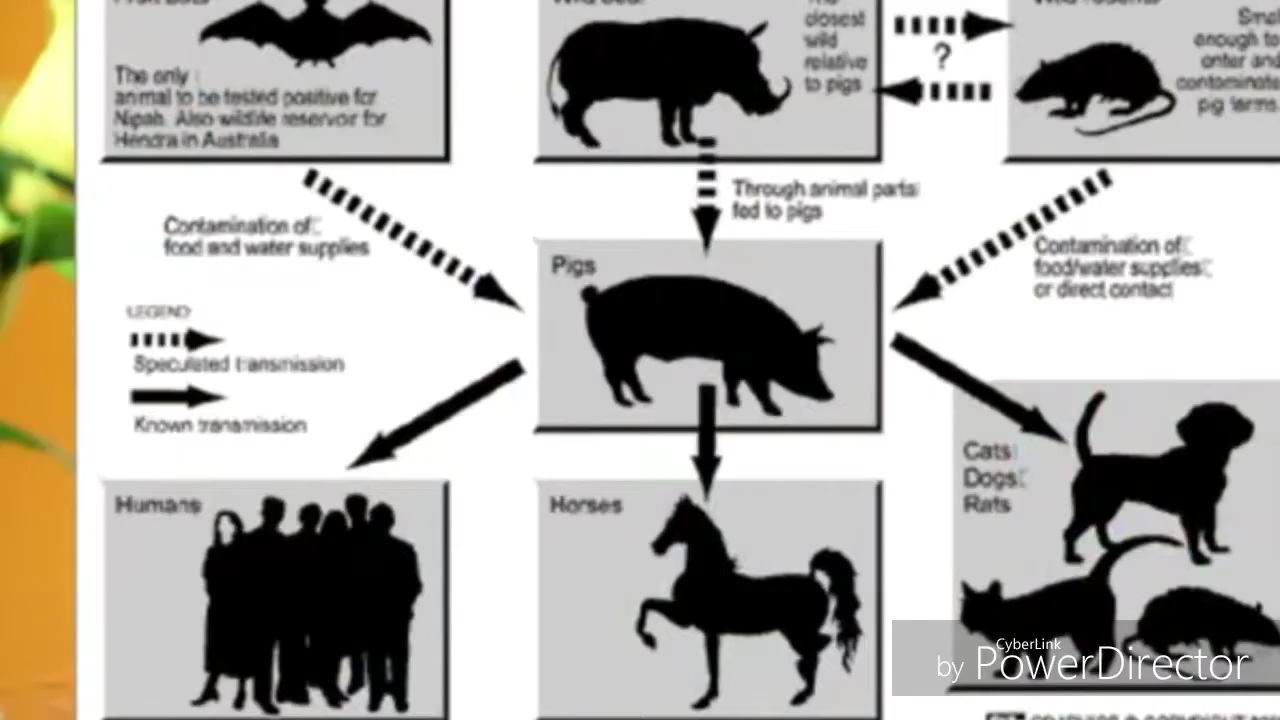 The only
animal to be tested positive for
Nipah. Also wildlife reservoir for
Hendra in Australia
closest
wild
relative
to pigs
?
enough to
enter and
contaminate
pig farms
Through animal parts
fed to pigs
Contamination of
food and water supplies
Contamination of
food/water supplies
or direct contact
Pigs
LEGEND
Speculated transmission
Known transmission
Humans
Horses
Cats
Dogs
Rats
CyberLink
by PowerDirector